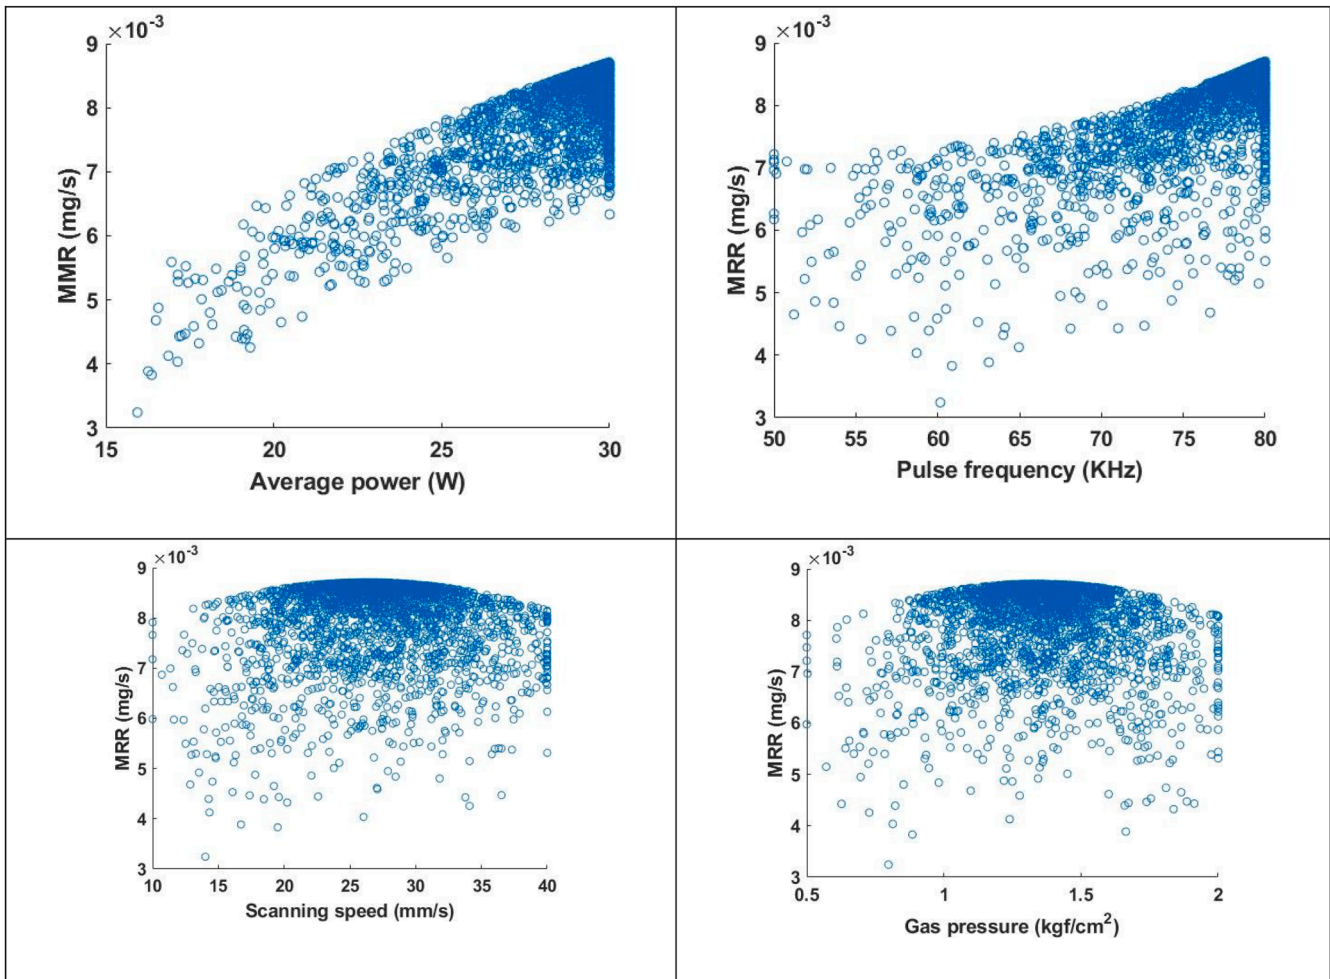 ×10⁻³
9
8
7
6
5
4
3
MMR (mg/s)
15 20 25 30
Average power (W)
×10⁻³
9
8
7
6
5
4
3
MRR (mg/s)
50 55 60 65 70 75 80
Pulse frequency (KHz)
×10⁻³
9
8
7
6
5
4
3
MRR (mg/s)
10 15 20 25 30 35 40
Scanning speed (mm/s)
×10⁻³
9
8
7
6
5
4
3
MRR (mg/s)
0.5 1 1.5 2
Gas pressure (kgf/cm²)